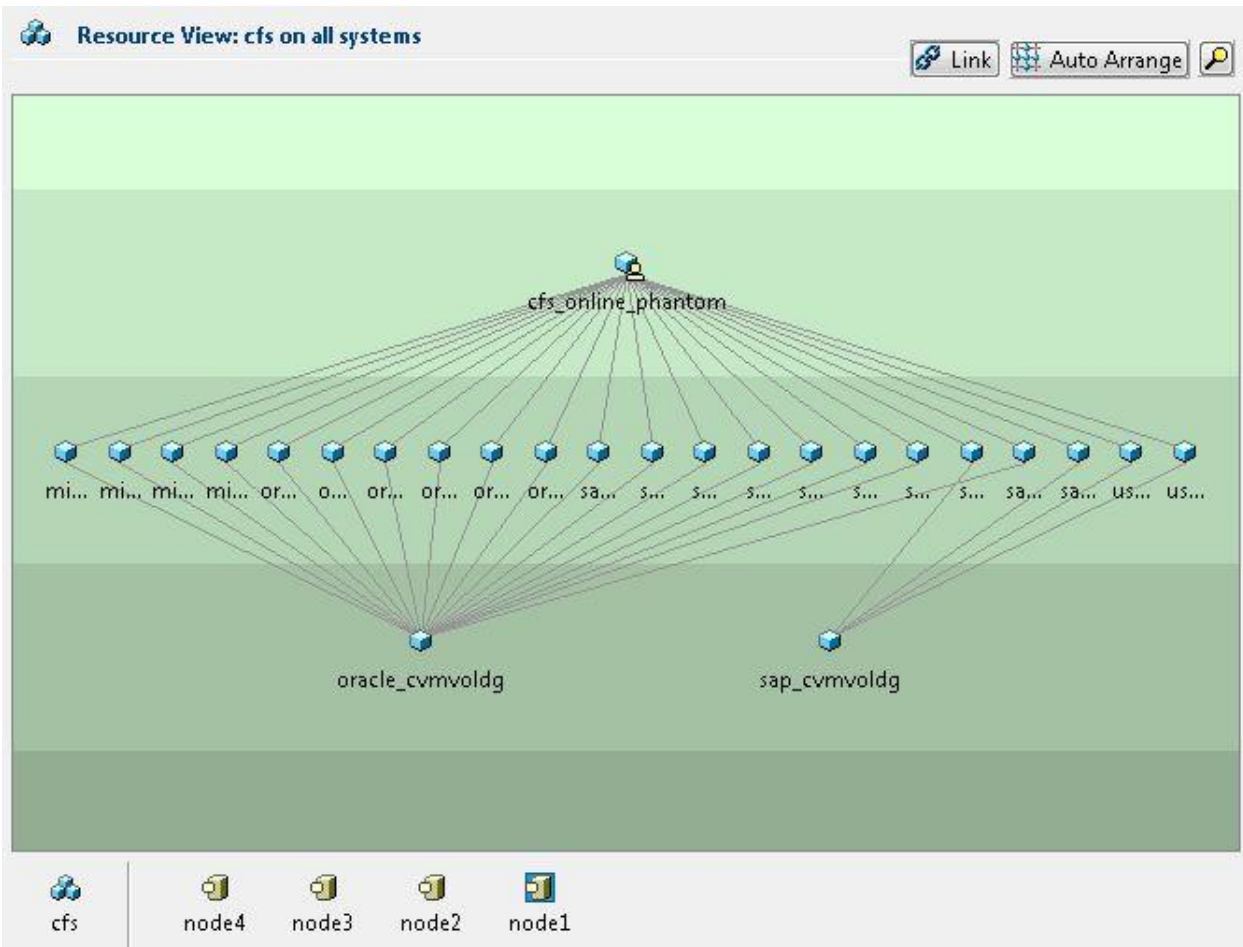 Resource View: cfs on all systems
Link Auto Arrange
cfs_online_phantom
mi... mi... mi... mi... or... o... or... or... or... or... sa... s... s... s... s... s... s... s... sa... sa... us... us...
oracle_cvmvoldg sap_cvmvoldg
cfs node4 node3 node2 node1